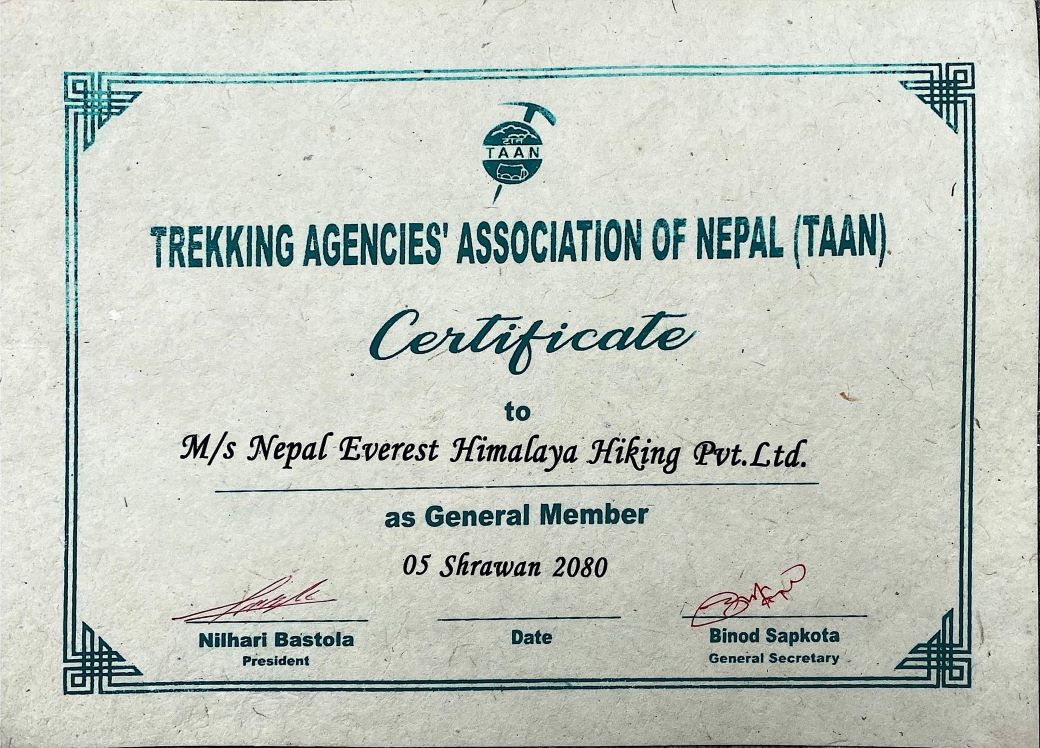 TAAN
TREKKING AGENCIES' ASSOCIATION OF NEPAL (TAAN)
Certificate
to
M/s Nepal Everest Himalaya Hiking Pvt.Ltd.
as General Member
05 Shrawan 2080
Nilhari Bastola
President
Date
Binod Sapkota
General Secretary